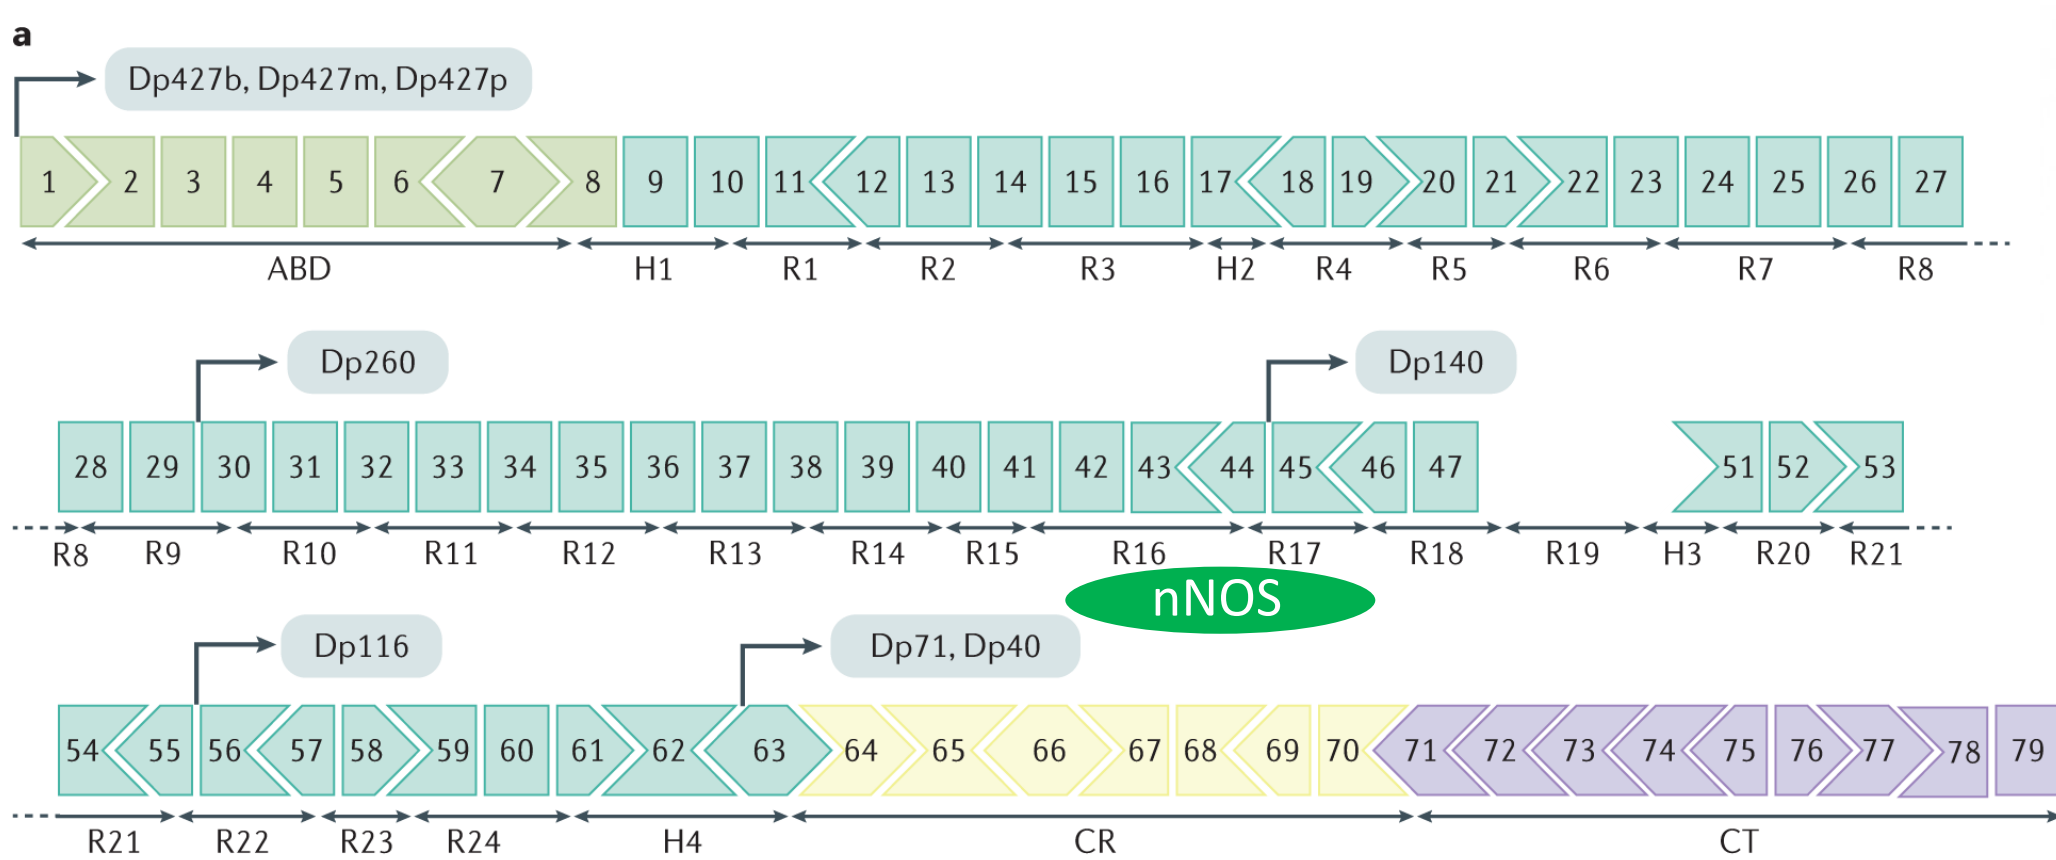 a
Dp427b, Dp427m, Dp427p
1 2 3 4 5 6 7 8 9 10 11 12 13 14 15 16 17 18 19 20 21 22 23 24 25 26 27
ABD H1 R1 R2 R3 H2 R4 R5 R6 R7 R8
Dp260 Dp140
28 29 30 31 32 33 34 35 36 37 38 39 40 41 42 43 44 45 46 47 51 52 53
R8 R9 R10 R11 R12 R13 R14 R15 R16 R17 R18 R19 H3 R20 R21
nNOS
Dp116 Dp71, Dp40
54 55 56 57 58 59 60 61 62 63 64 65 66 67 68 69 70 71 72 73 74 75 76 77 78 79
R21 R22 R23 R24 H4 CR CT